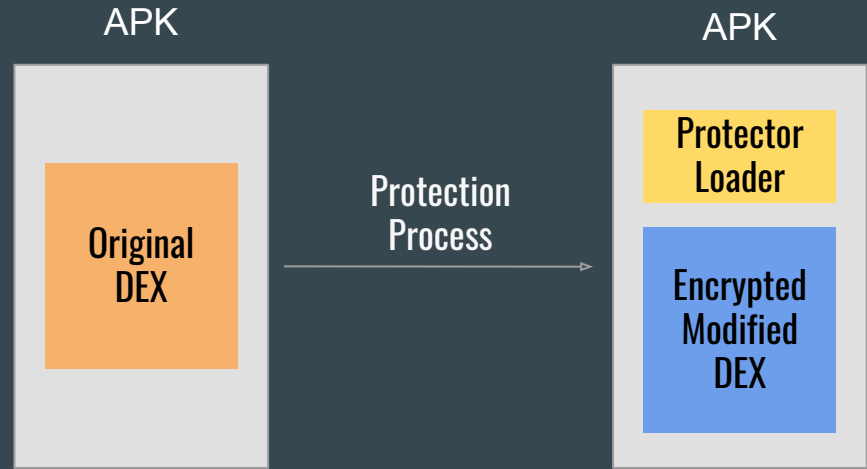 APK
APK
Original
DEX
Protection
Process
Protector
Loader
Encrypted
Modified
DEX